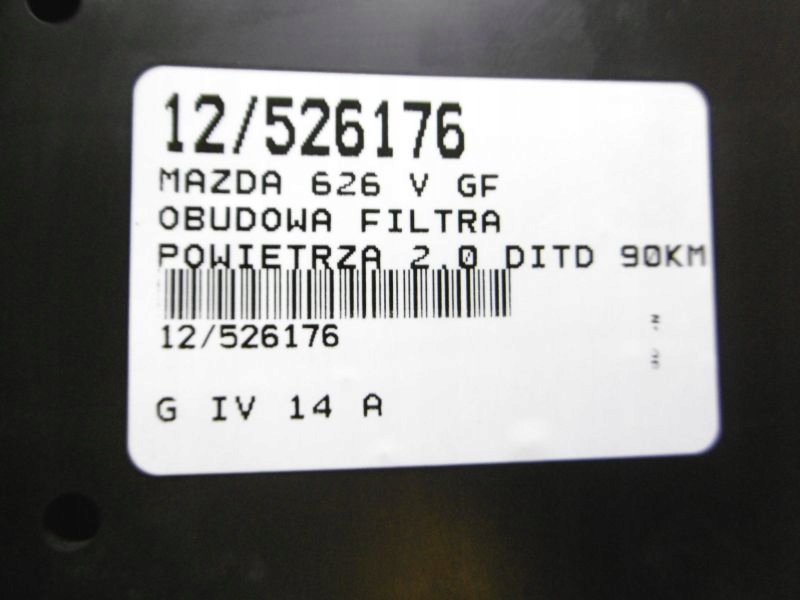 12/526176
MAZDA 626 V GF
OBUDOWA FILTRA
POWIETRZA 2.0 DITD 90KM
12/526176
G IV 14 A